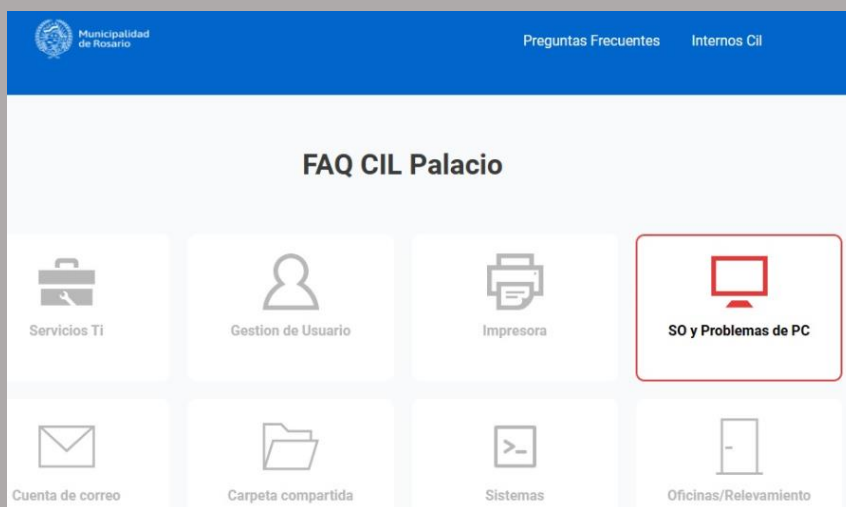 Municipalidad
de Rosario
Preguntas Frecuentes
Internos Cil
FAQ CIL Palacio
Servicios Ti
Gestion de Usuario
Impresora
SO y Problemas de PC
>_
Cuenta de correo
Carpeta compartida
Sistemas
Oficinas/Relevamiento